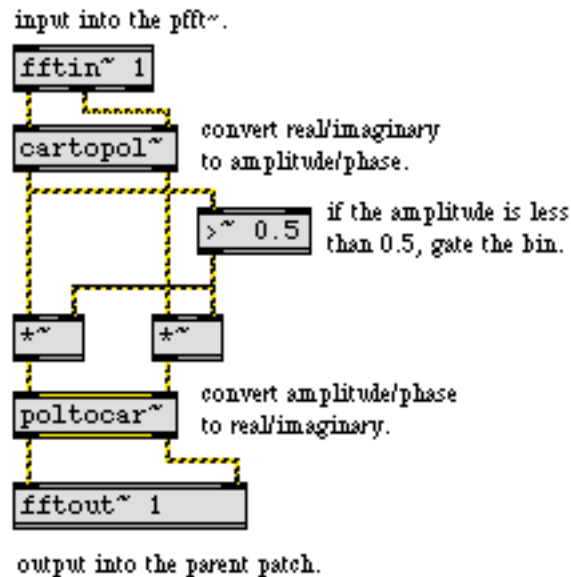 input into the pfft~.
fftin~ 1
convert real/imaginary
cartopol~
to amplitude/phase.
if the amplitude is less
>~ 0.5
than 0.5, gate the bin.
*~ *~
convert amplitude/phase
poltocar~
to real/imaginary.
fftout~ 1
output into the parent patch.